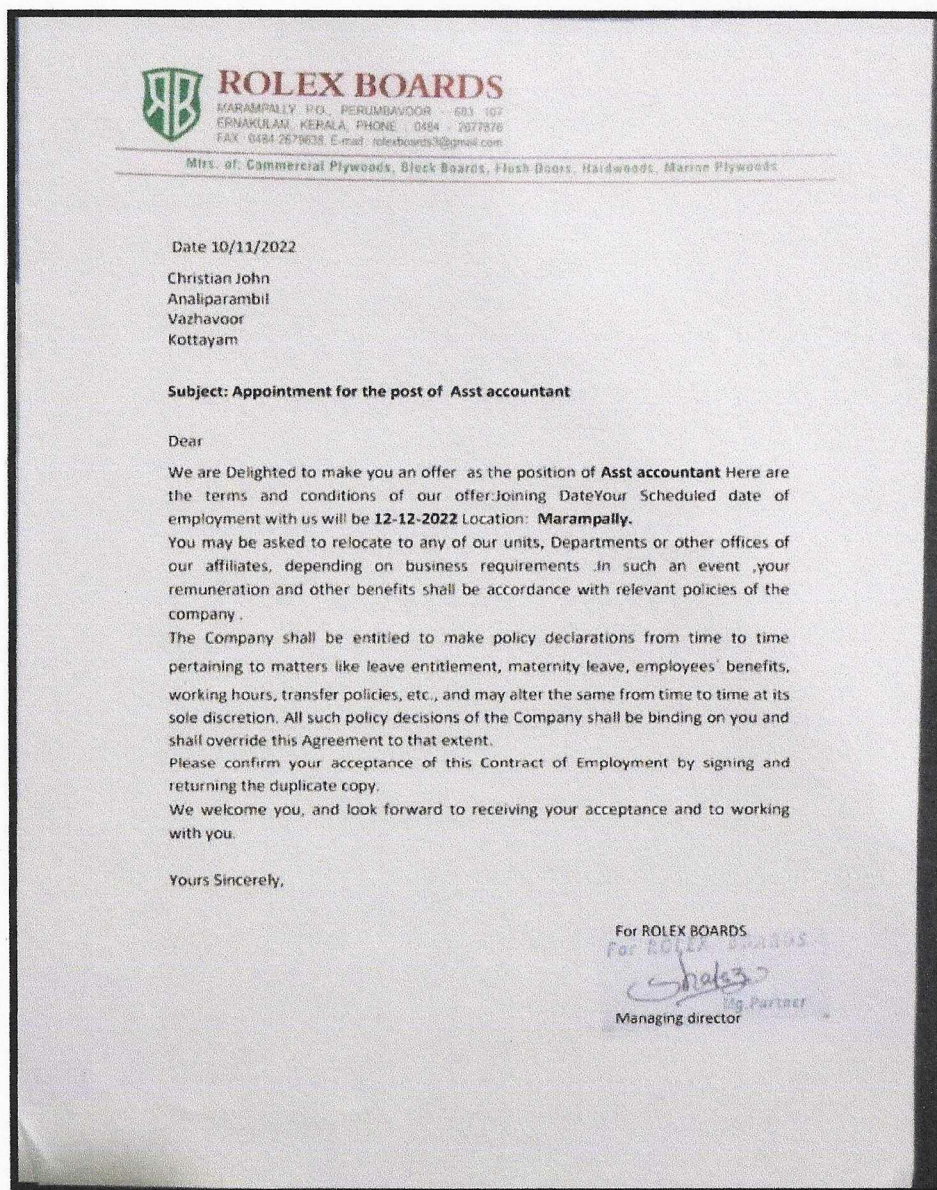 RB
ROLEX BOARDS
MARAMPALLY P.O., PERUMBAVOOR - 683 107
ERNAKULAM, KERALA, PHONE : 0484 - 2677876
FAX : 0484 2679638, E-mail : rolexboards3@gmail.com
Mfrs. of: Commercial Plywoods, Block Boards, Flush Doors, Hardwoods, Marine Plywoods
Date 10/11/2022
Christian John
Analiparambil
Vazhavoor
Kottayam
Subject: Appointment for the post of Asst accountant
Dear
We are Delighted to make you an offer as the position of Asst accountant Here are
the terms and conditions of our offer:Joining DateYour Scheduled date of
employment with us will be 12-12-2022 Location: Marampally.
You may be asked to relocate to any of our units, Departments or other offices of
our affiliates, depending on business requirements .In such an event ,your
remuneration and other benefits shall be accordance with relevant policies of the
company .
The Company shall be entitled to make policy declarations from time to time
pertaining to matters like leave entitlement, maternity leave, employees' benefits,
working hours, transfer policies, etc., and may alter the same from time to time at its
sole discretion. All such policy decisions of the Company shall be binding on you and
shall override this Agreement to that extent.
Please confirm your acceptance of this Contract of Employment by signing and
returning the duplicate copy.
We welcome you, and look forward to receiving your acceptance and to working
with you.
Yours Sincerely,
For ROLEX BOARDS
For ROLEX BOARDS
Mg.Partner
Managing director